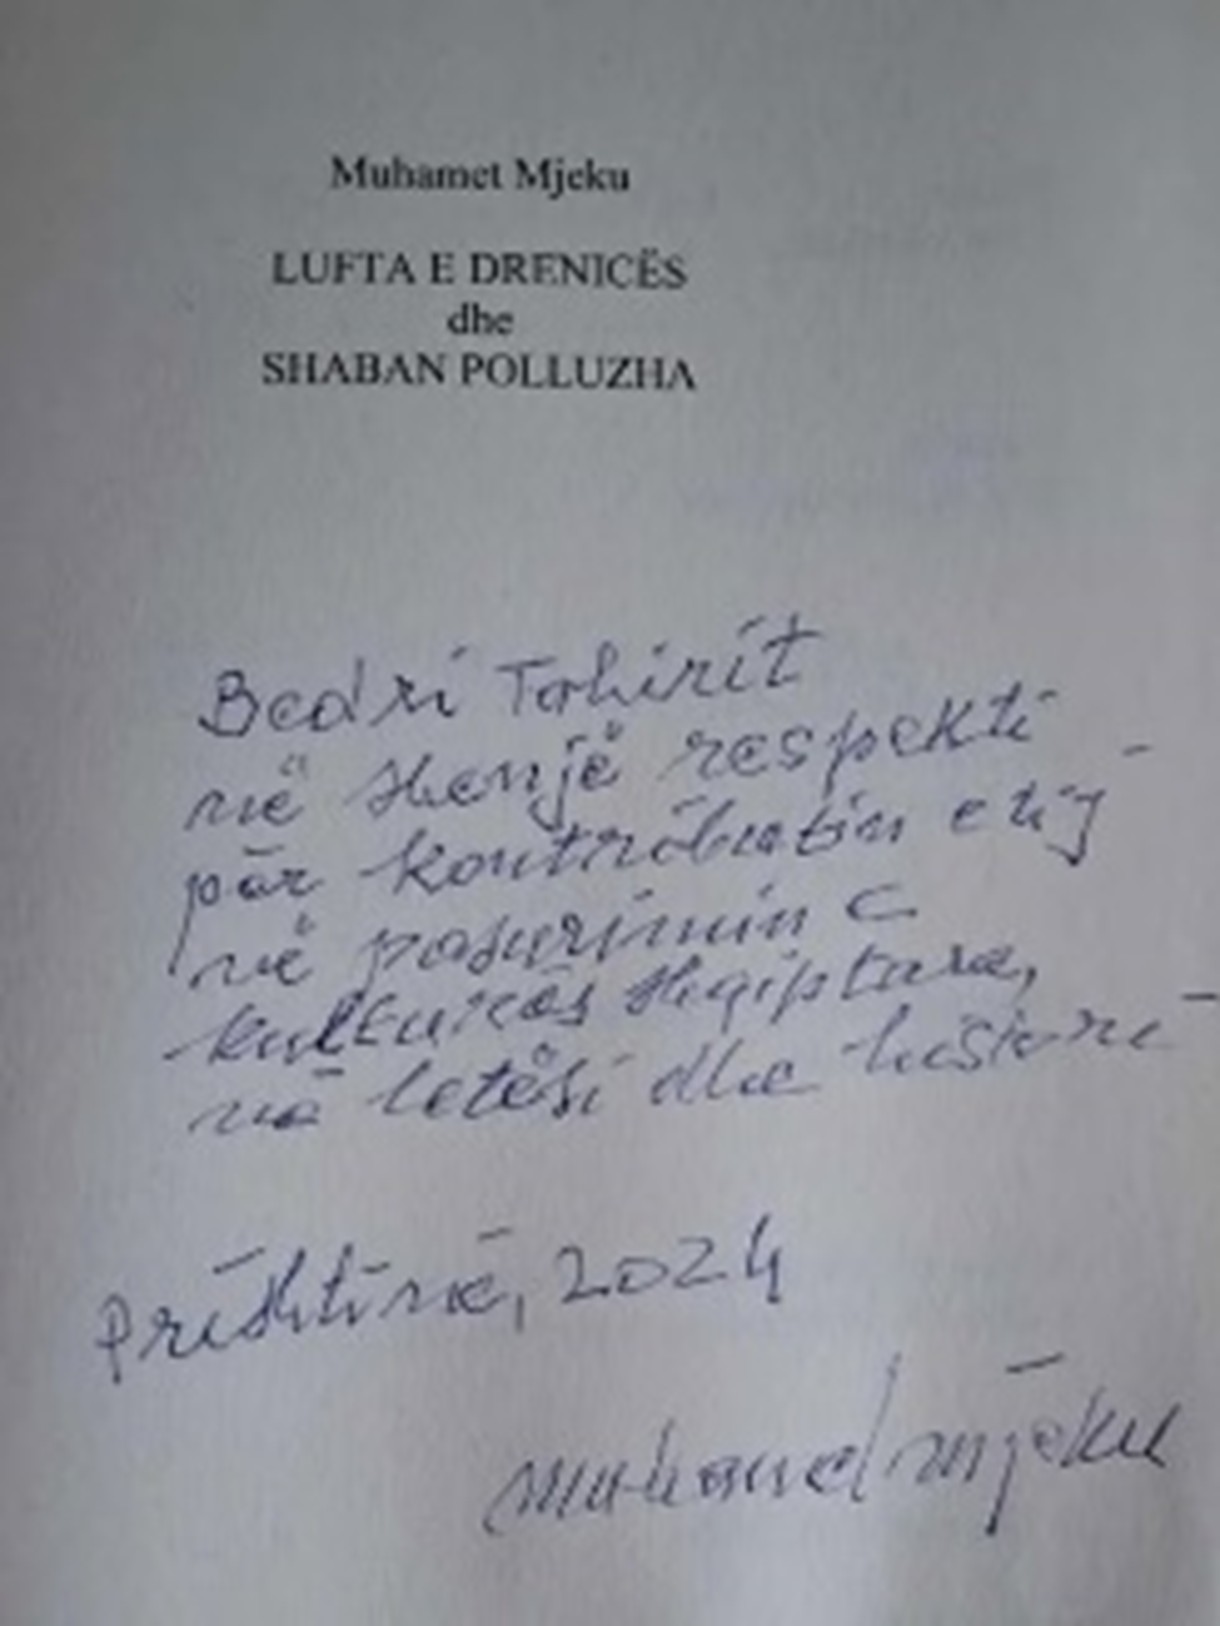 Muhamet Mjeku
LUFTA E DRENICËS
dhe
SHABAN POLLUZHA
Bedri Tahirit
në shenjë respekti
për kontributin e tij
në pasurimin e
kulturës shqiptare,
në letësi dhe histori
Prishtinë, 2024
Muhamet Mjeku